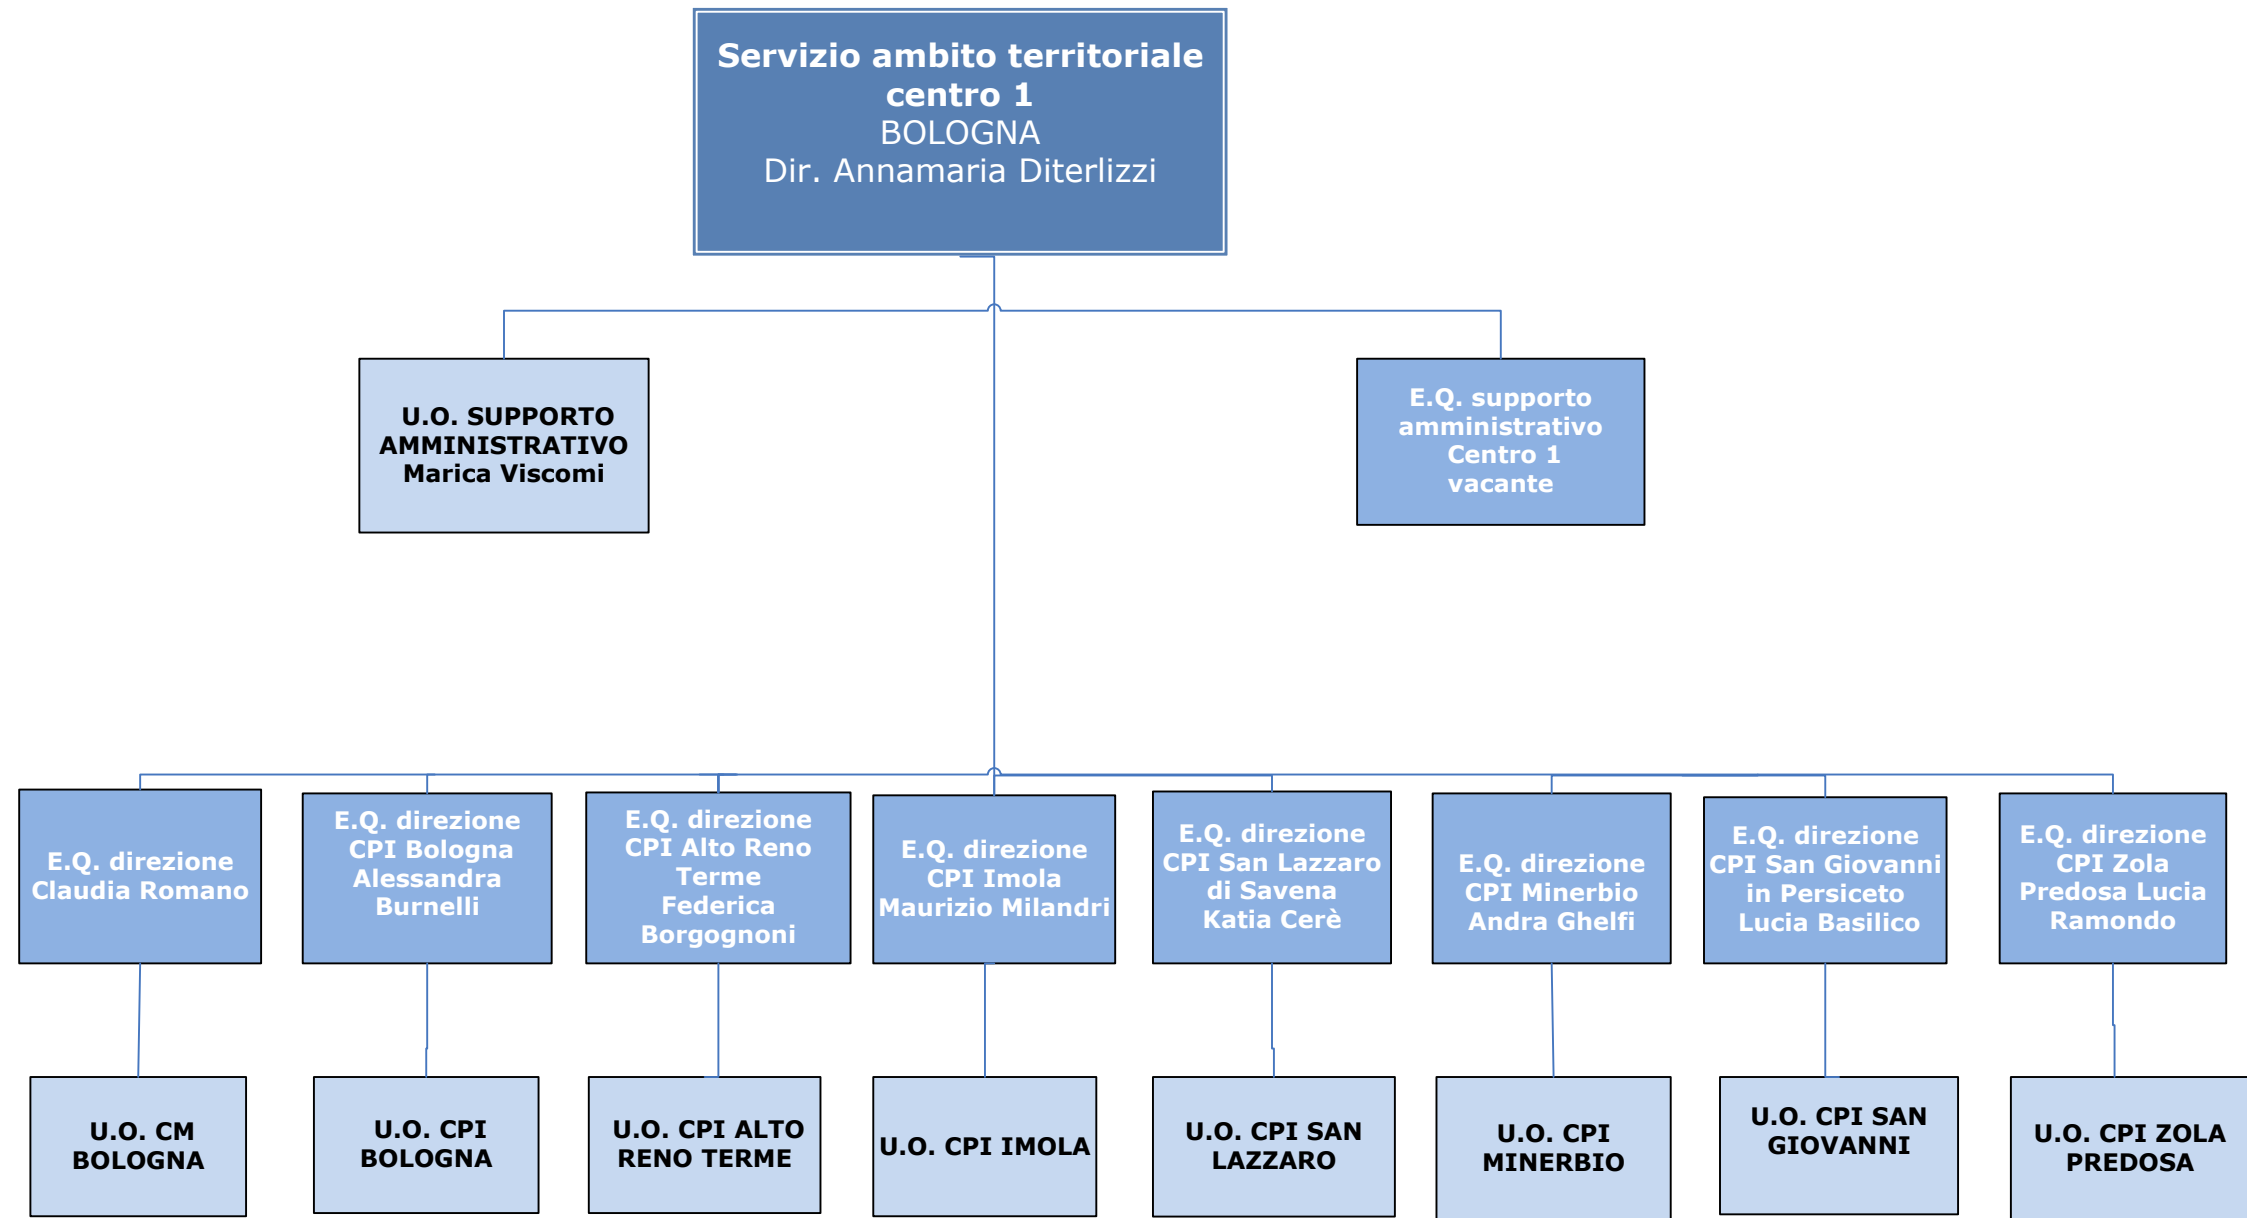 Servizio ambito territoriale
centro 1
BOLOGNA
Dir. Annamaria Diterlizzi
U.O. SUPPORTO
AMMINISTRATIVO
Marica Viscomi
E.Q. supporto
amministrativo
Centro 1
vacante
E.Q. direzione
Claudia Romano
E.Q. direzione
CPI Bologna
Alessandra
Burnelli
E.Q. direzione
CPI Alto Reno
Terme
Federica
Borgognoni
E.Q. direzione
CPI Imola
Maurizio Milandri
E.Q. direzione
CPI San Lazzaro
di Savena
Katia Cerè
E.Q. direzione
CPI Minerbio
Andra Ghelfi
E.Q. direzione
CPI San Giovanni
in Persiceto
Lucia Basilico
E.Q. direzione
CPI Zola
Predosa Lucia
Ramondo
U.O. CM
BOLOGNA
U.O. CPI
BOLOGNA
U.O. CPI ALTO
RENO TERME
U.O. CPI IMOLA
U.O. CPI SAN
LAZZARO
U.O. CPI
MINERBIO
U.O. CPI SAN
GIOVANNI
U.O. CPI ZOLA
PREDOSA